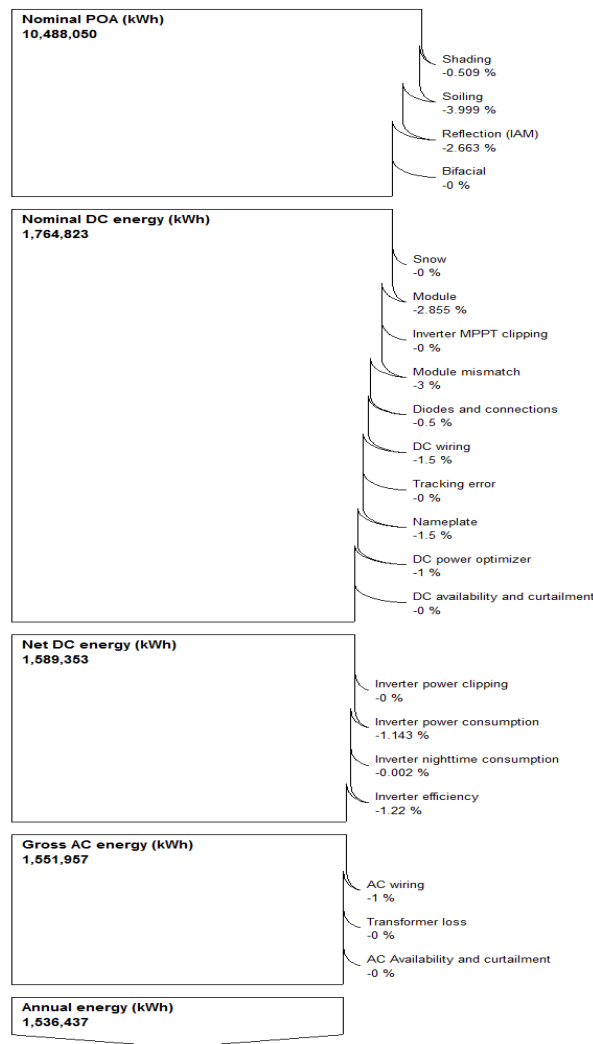 Nominal POA (kWh)
10,488,050
Shading
-0.509 %
Soiling
-3.999 %
Reflection (IAM)
-2.663 %
Bifacial
-0 %
Nominal DC energy (kWh)
1,764,823
Snow
-0 %
Module
-2.855 %
Inverter MPPT clipping
-0 %
Module mismatch
-3 %
Diodes and connections
-0.5 %
DC wiring
-1.5 %
Tracking error
-0 %
Nameplate
-1.5 %
DC power optimizer
-1 %
DC availability and curtailment
-0 %
Net DC energy (kWh)
1,589,353
Inverter power clipping
-0 %
Inverter power consumption
-1.143 %
Inverter nighttime consumption
-0.002 %
Inverter efficiency
-1.22 %
Gross AC energy (kWh)
1,551,957
AC wiring
-1 %
Transformer loss
-0 %
AC Availability and curtailment
-0 %
Annual energy (kWh)
1,536,437